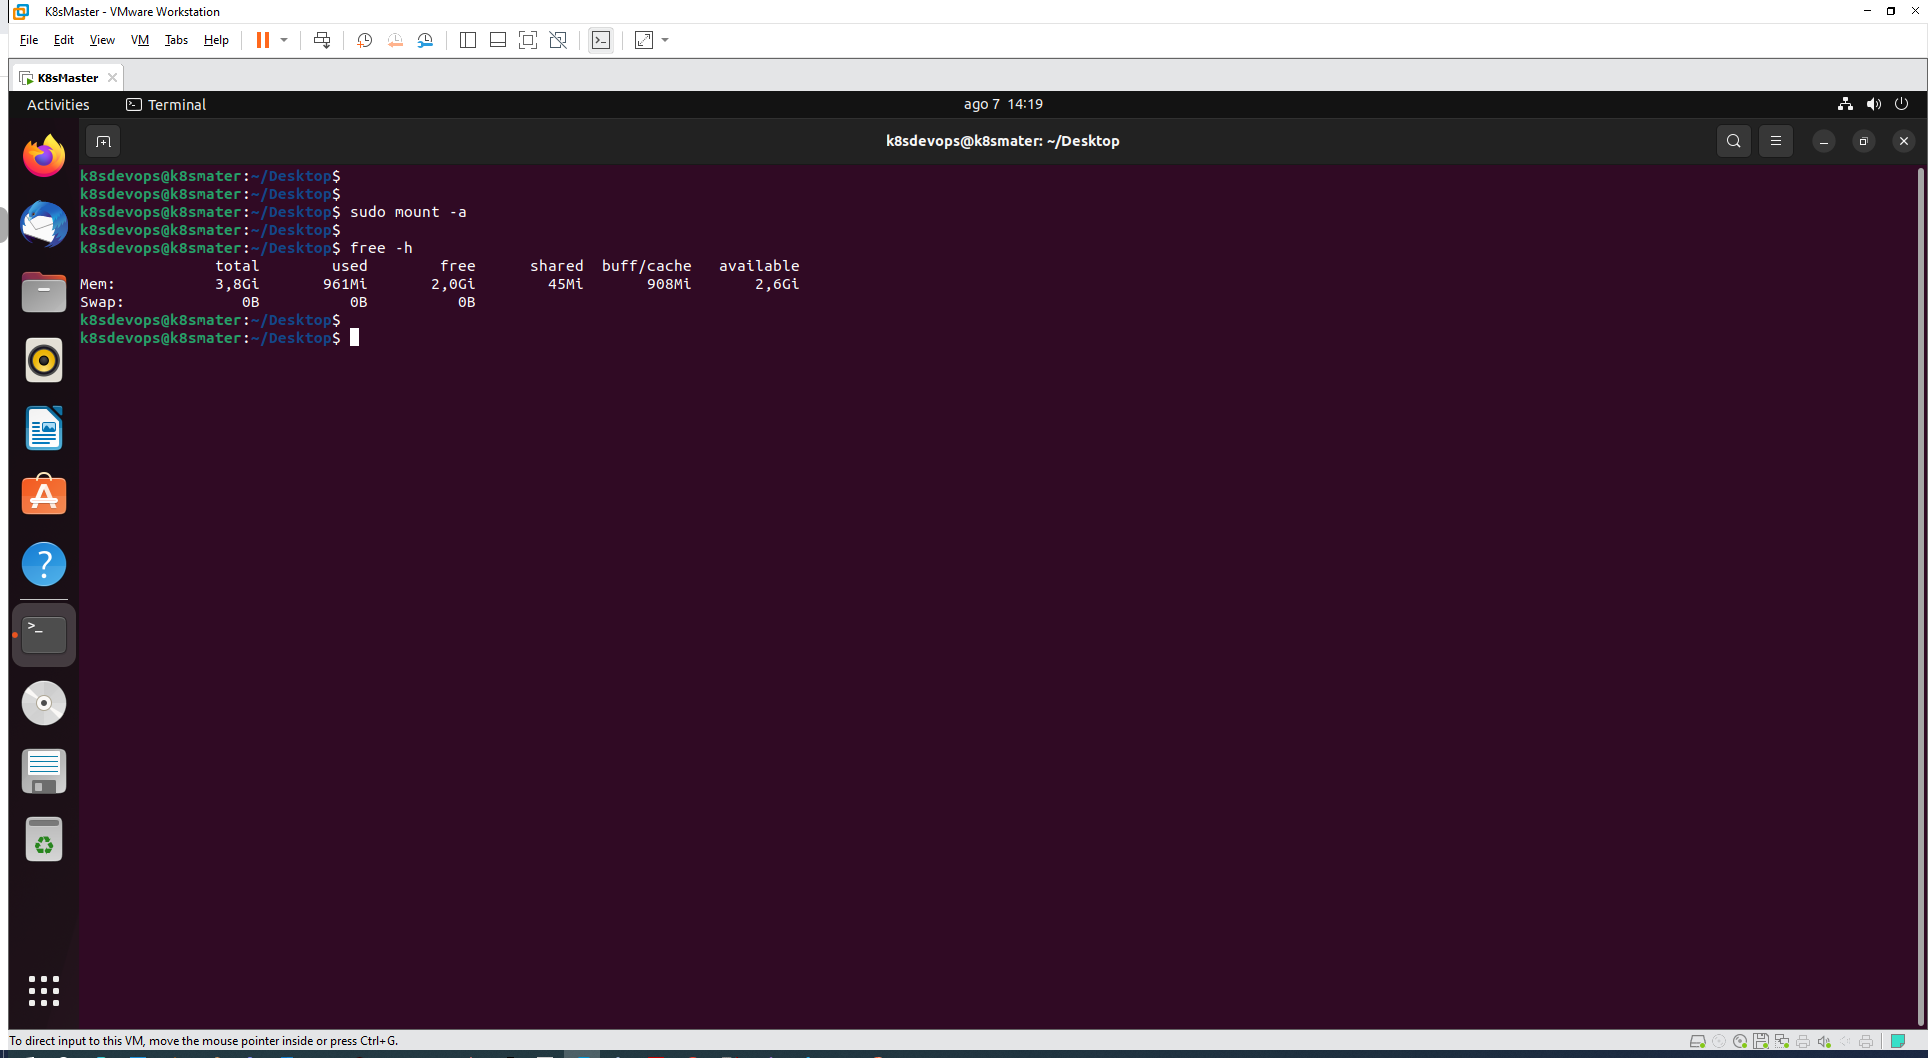 K8sMaster - VMware Workstation
File Edit View VM Tabs Help
K8sMaster
Activities Terminal ago 7 14:19
k8sdevops@k8smater: ~/Desktop
k8sdevops@k8smater:~/Desktop$
k8sdevops@k8smater:~/Desktop$
k8sdevops@k8smater:~/Desktop$ sudo mount -a
k8sdevops@k8smater:~/Desktop$
k8sdevops@k8smater:~/Desktop$ free -h
total used free shared buff/cache available
Mem: 3,8Gi 961Mi 2,0Gi 45Mi 908Mi 2,6Gi
Swap: 0B 0B 0B
k8sdevops@k8smater:~/Desktop$
k8sdevops@k8smater:~/Desktop$
To direct input to this VM, move the mouse pointer inside or press Ctrl+G.